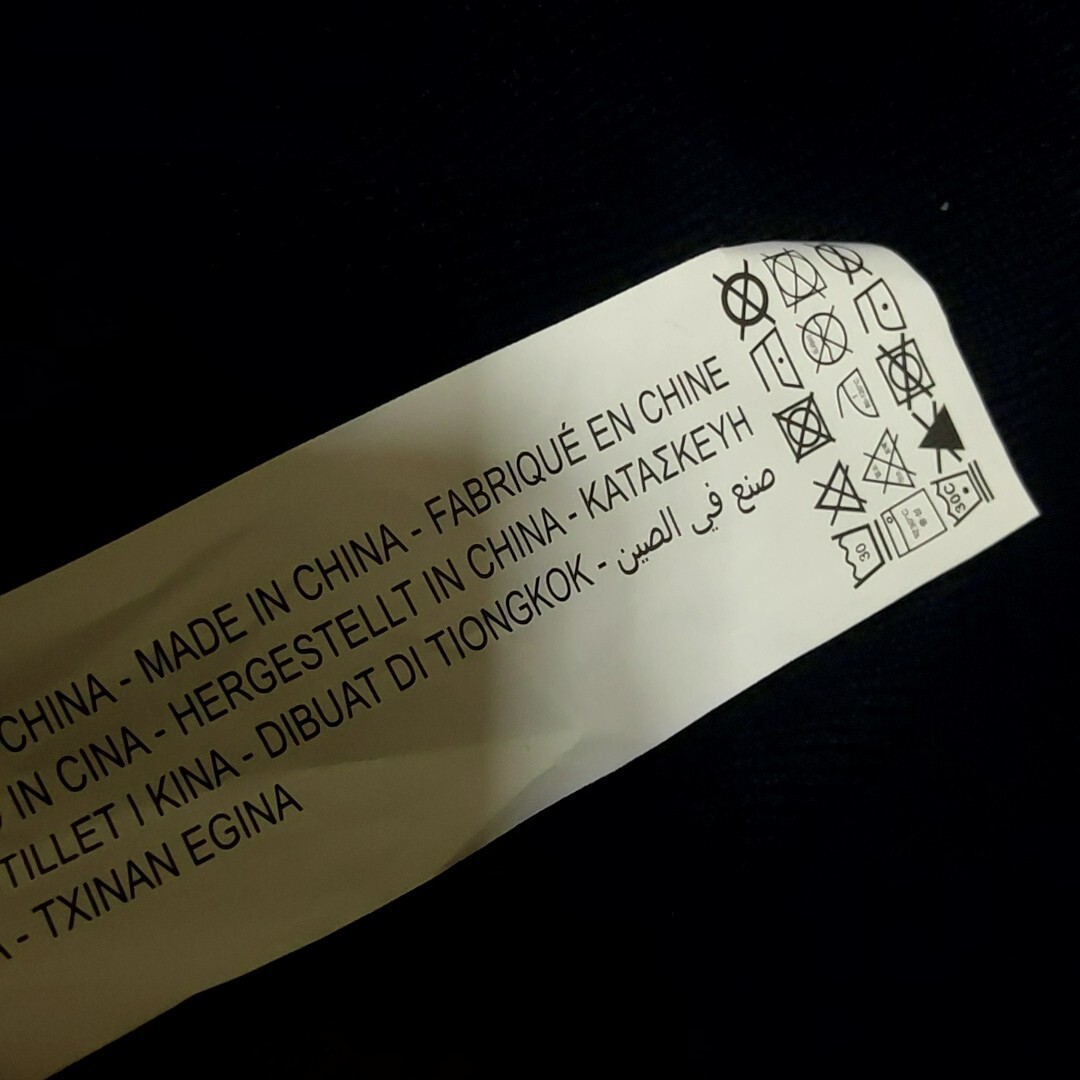 CHINA - MADE IN CHINA - FABRIQUÉ EN CHINE
IN CINA - HERGESTELLT IN CHINA - ΚΑΤΑΣΚΕΥΗ
TILLET I KINA - DIBUAT DI TIONGKOK - صنع في الصين
A - TXINAN EGINA
30
30C